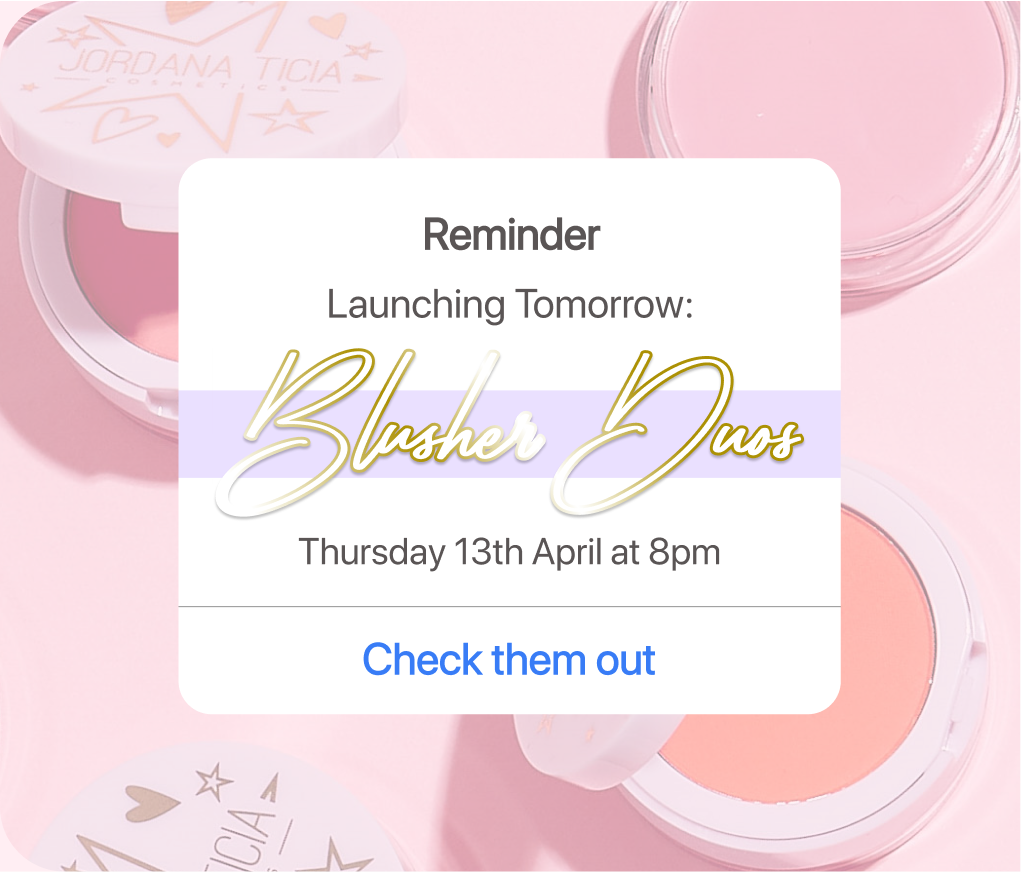 JORDANA TICIA
COSMETICS
Reminder
Launching Tomorrow:
Blusher Duos
Thursday 13th April at 8pm
Check them out
TICIA